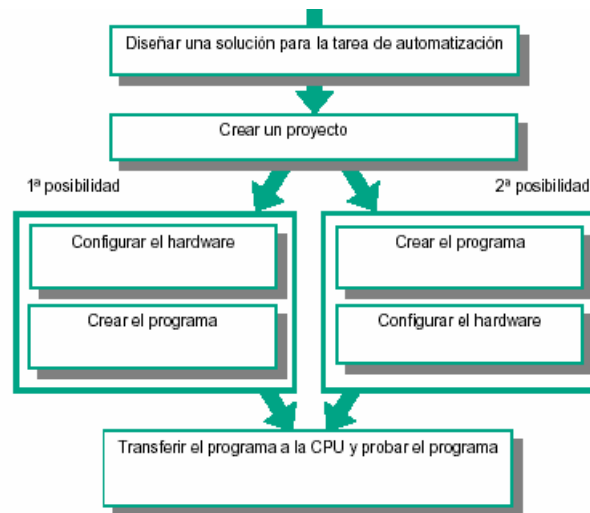 Diseñar una solución para la tarea de automatización
Crear un proyecto
1ª posibilidad
2ª posibilidad
Configurar el hardware
Crear el programa
Crear el programa
Configurar el hardware
Transferir el programa a la CPU y probar el programa